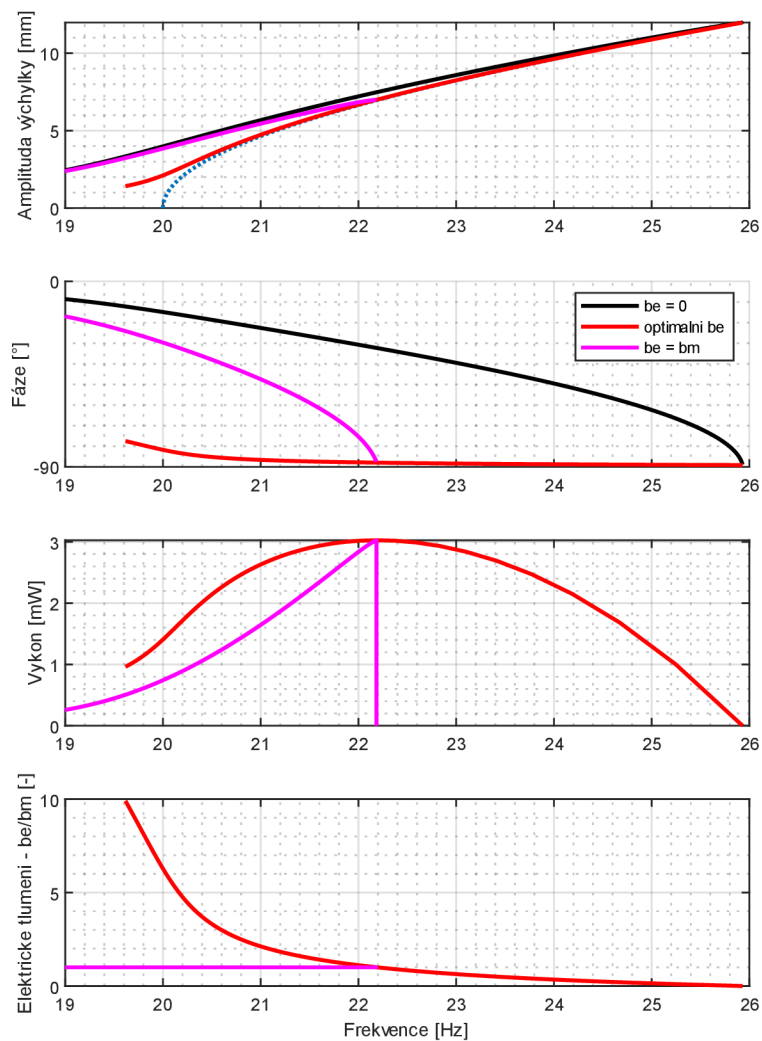 Amplituda výchylky [mm]
10
5
0
19 20 21 22 23 24 25 26
Fáze [°]
0
-90
be = 0
optimalni be
be = bm
19 20 21 22 23 24 25 26
Vykon [mW]
3
2
1
0
19 20 21 22 23 24 25 26
Elektricke tlumeni - be/bm [-]
10
5
0
19 20 21 22 23 24 25 26
Frekvence [Hz]